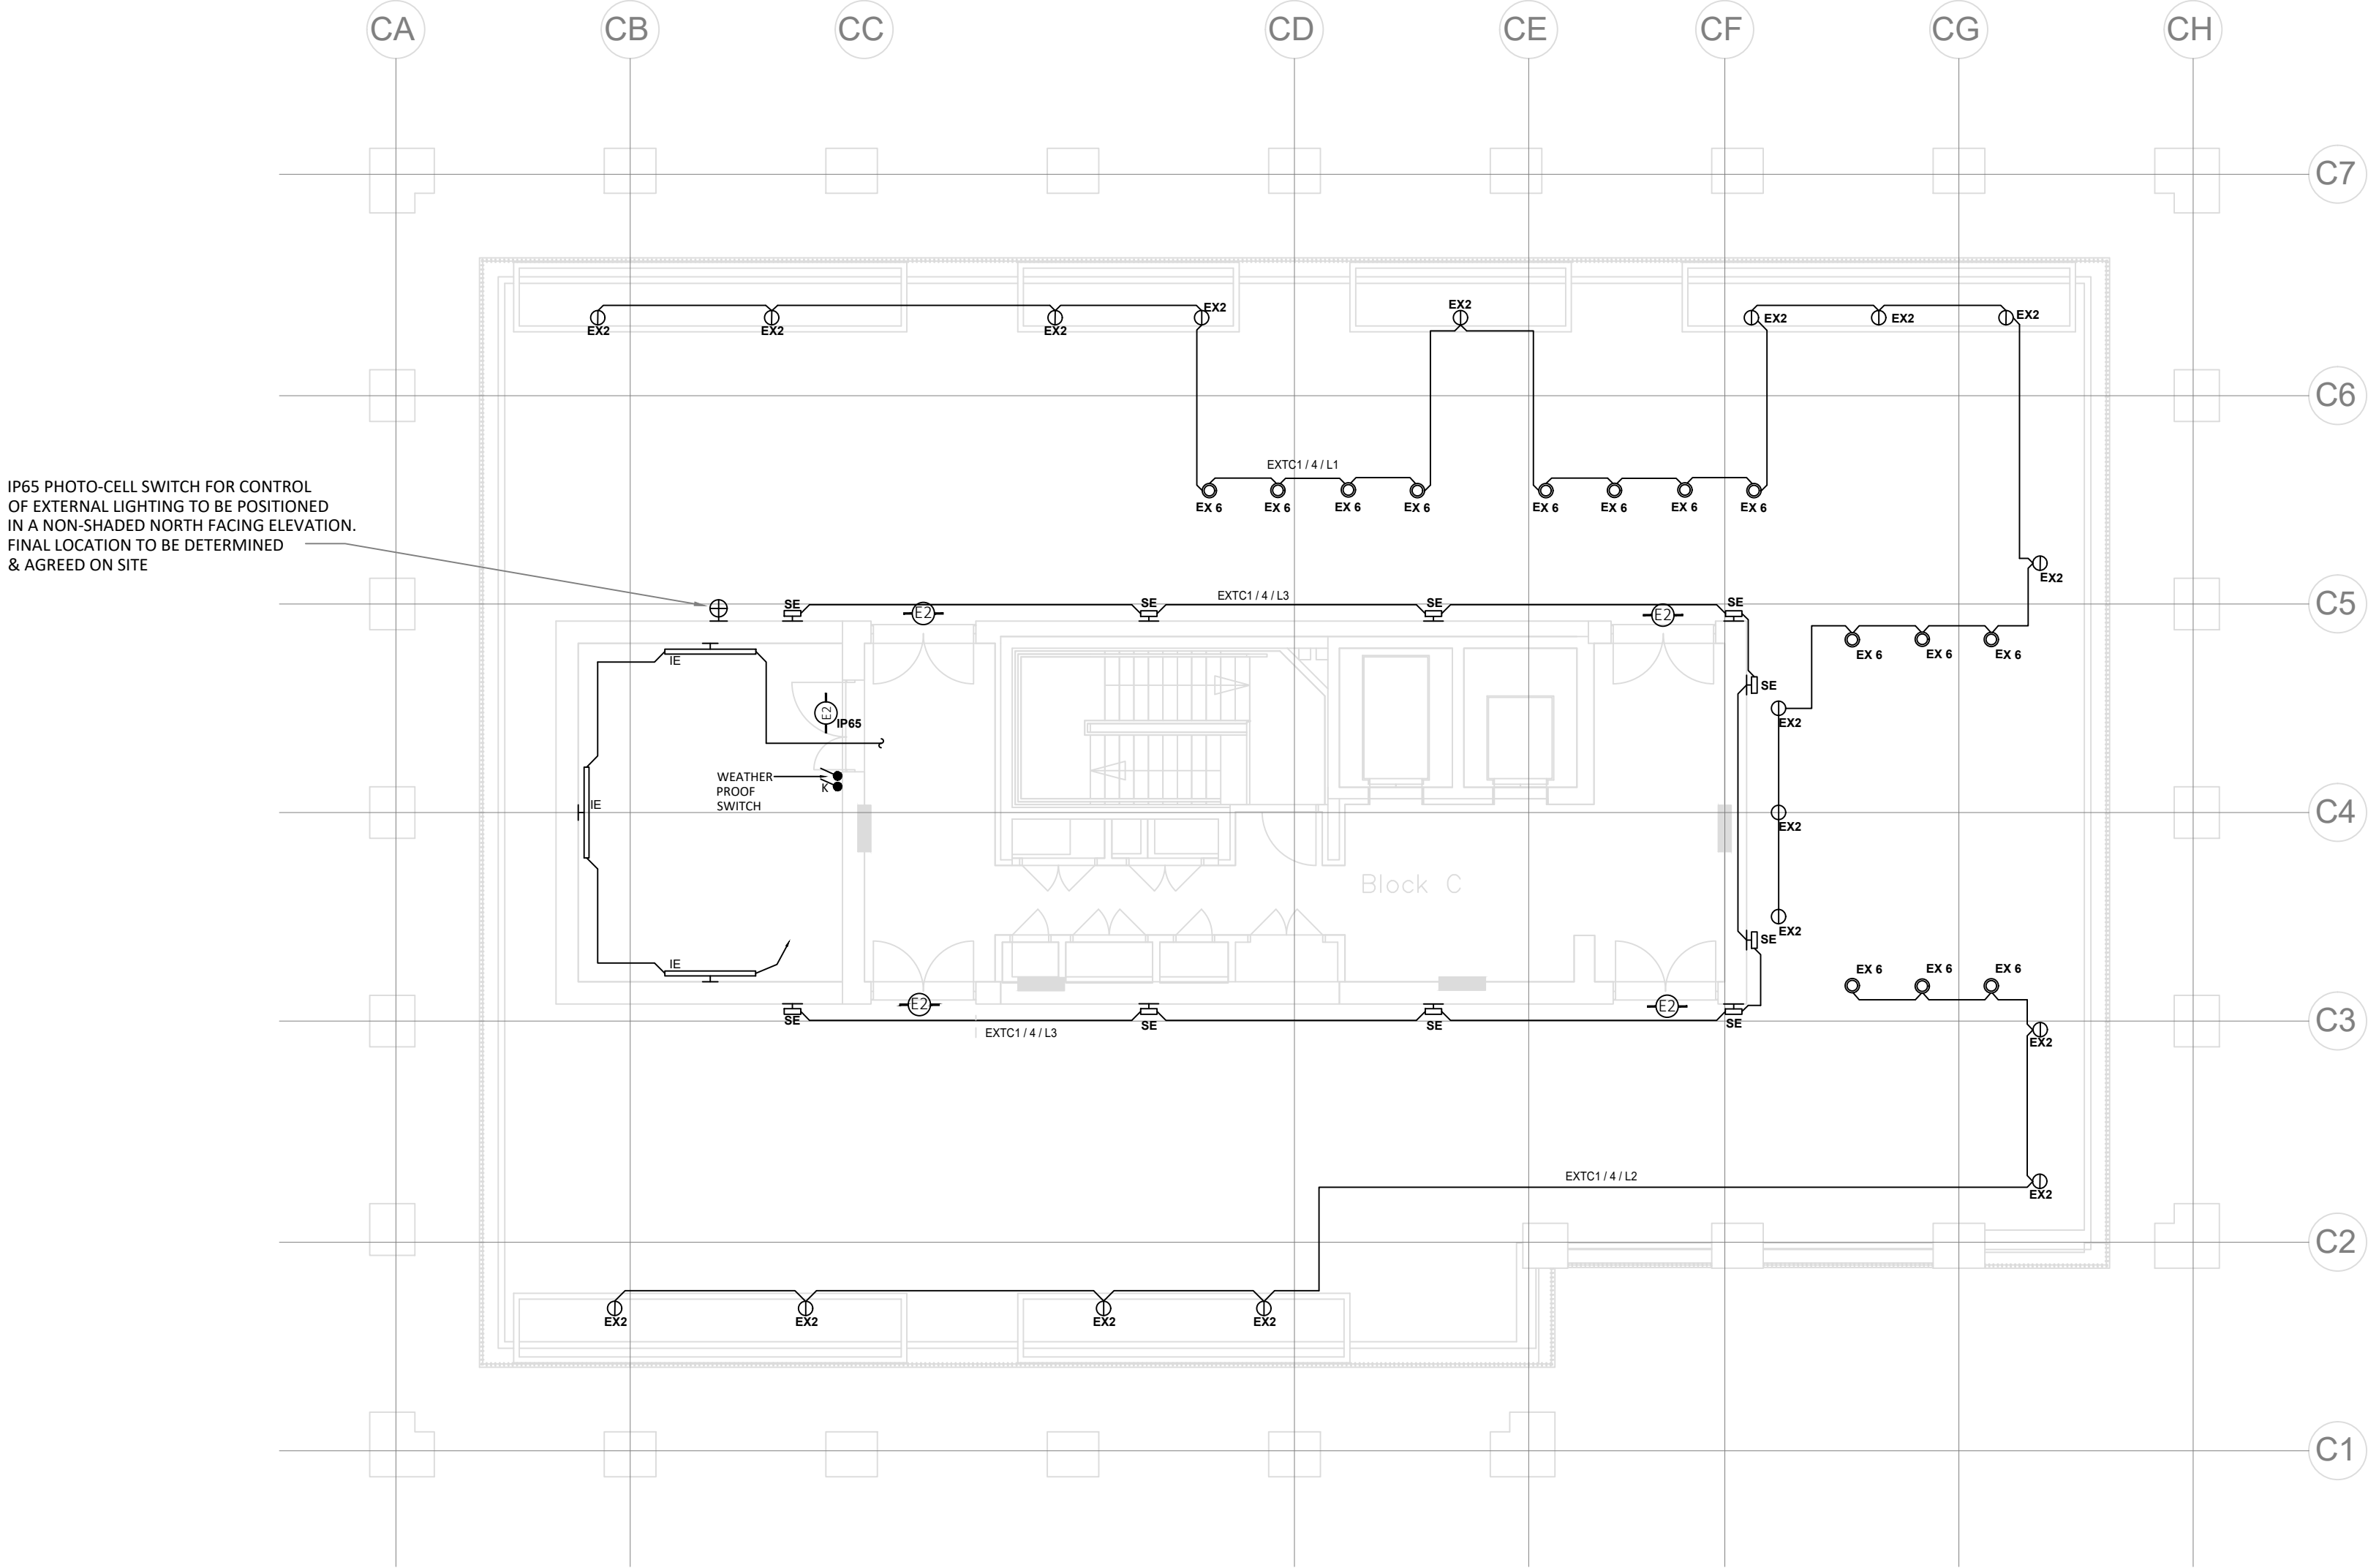 CA
CB
CC
CD
CE
CF
CG
CH
C7
EX2
EX2
EX2
EX2
EX2
EX2
EX2
EX2
C6
EXTC1 / 4 / L1
EX 6
EX 6
EX 6
EX 6
EX 6
EX 6
EX 6
EX 6
IP65 PHOTO-CELL SWITCH FOR CONTROL
OF EXTERNAL LIGHTING TO BE POSITIONED
IN A NON-SHADED NORTH FACING ELEVATION.
FINAL LOCATION TO BE DETERMINED
& AGREED ON SITE
EX2
SE
SE
SE
SE
EXTC1 / 4 / L3
E2
E2
C5
EX 6
EX 6
EX 6
IE
SE
E2
IP65
EX2
WEATHER
PROOF
SWITCH
K
IE
C4
EX2
Block C
EX2
SE
IE
EX 6
EX 6
EX 6
E2
E2
SE
SE
SE
SE
EXTC1 / 4 / L3
C3
EX2
EXTC1 / 4 / L2
EX2
C2
EX2
EX2
EX2
EX2
C1